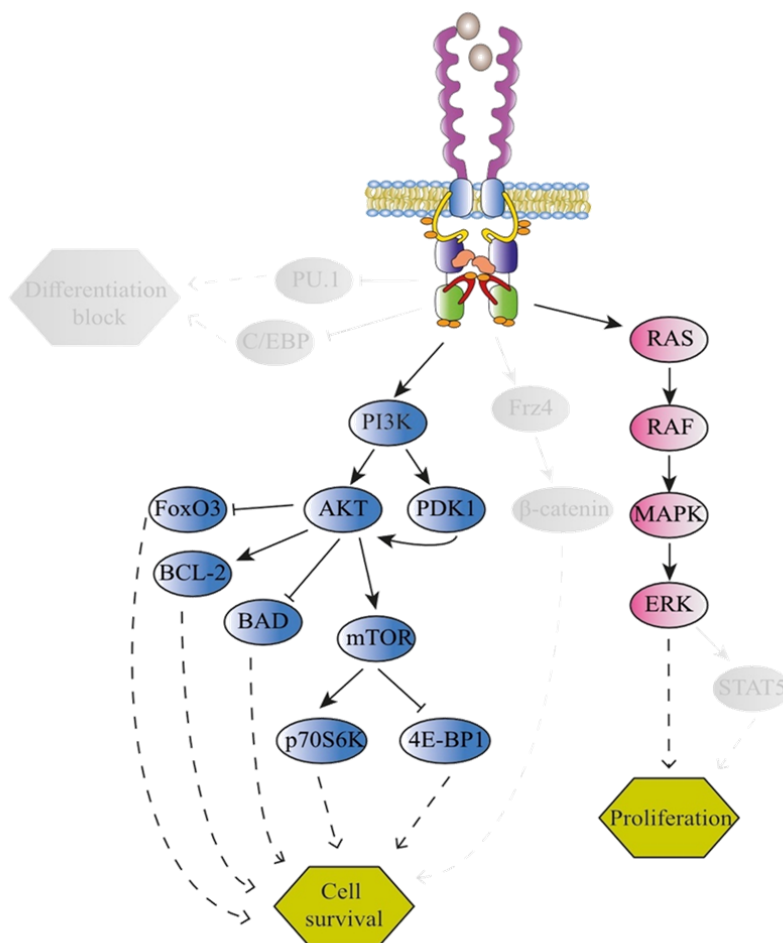 Differentiation
block
PU.1
C/EBP
RAS
Frz4
PI3K
RAF
FoxO3
AKT
PDK1
β-catenin
MAPK
BCL-2
BAD
mTOR
ERK
STAT5
p70S6K
4E-BP1
Proliferation
Cell
survival